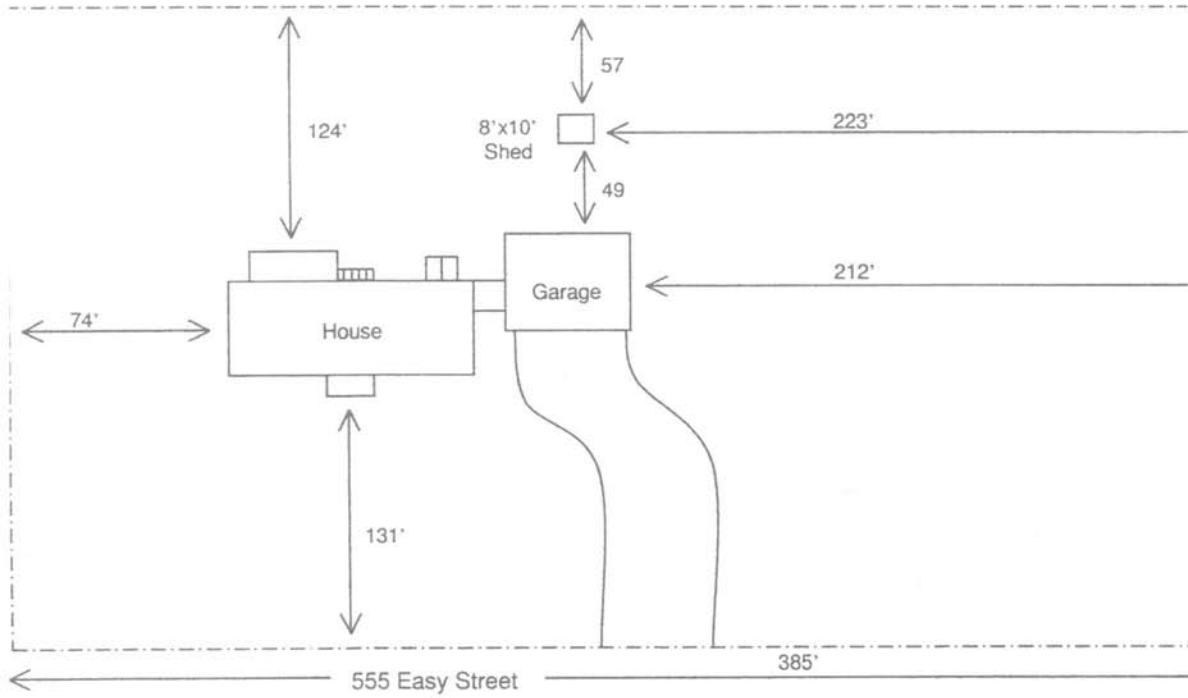 57
124'
8'x10'
Shed
223'
49
212'
Garage
74'
House
131'
385'
555 Easy Street